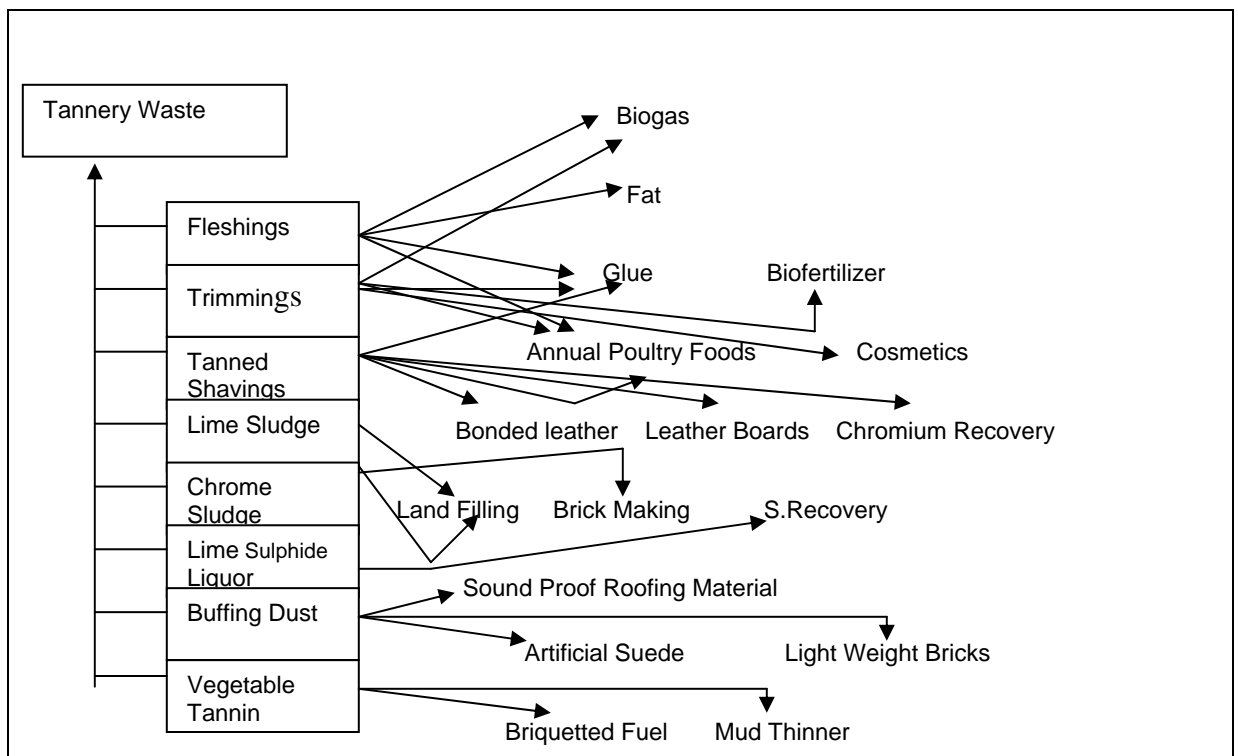 Tannery Waste
Biogas
Fat
Fleshings
Glue
Biofertilizer
Trimmings
Annual Poultry Foods
Cosmetics
Tanned
Shavings
Bonded leather
Leather Boards
Chromium Recovery
Lime Sludge
Chrome
Sludge
Land Filling
Brick Making
S.Recovery
Lime Sulphide
Liquor
Sound Proof Roofing Material
Buffing Dust
Artificial Suede
Light Weight Bricks
Vegetable
Tannin
Briquetted Fuel
Mud Thinner